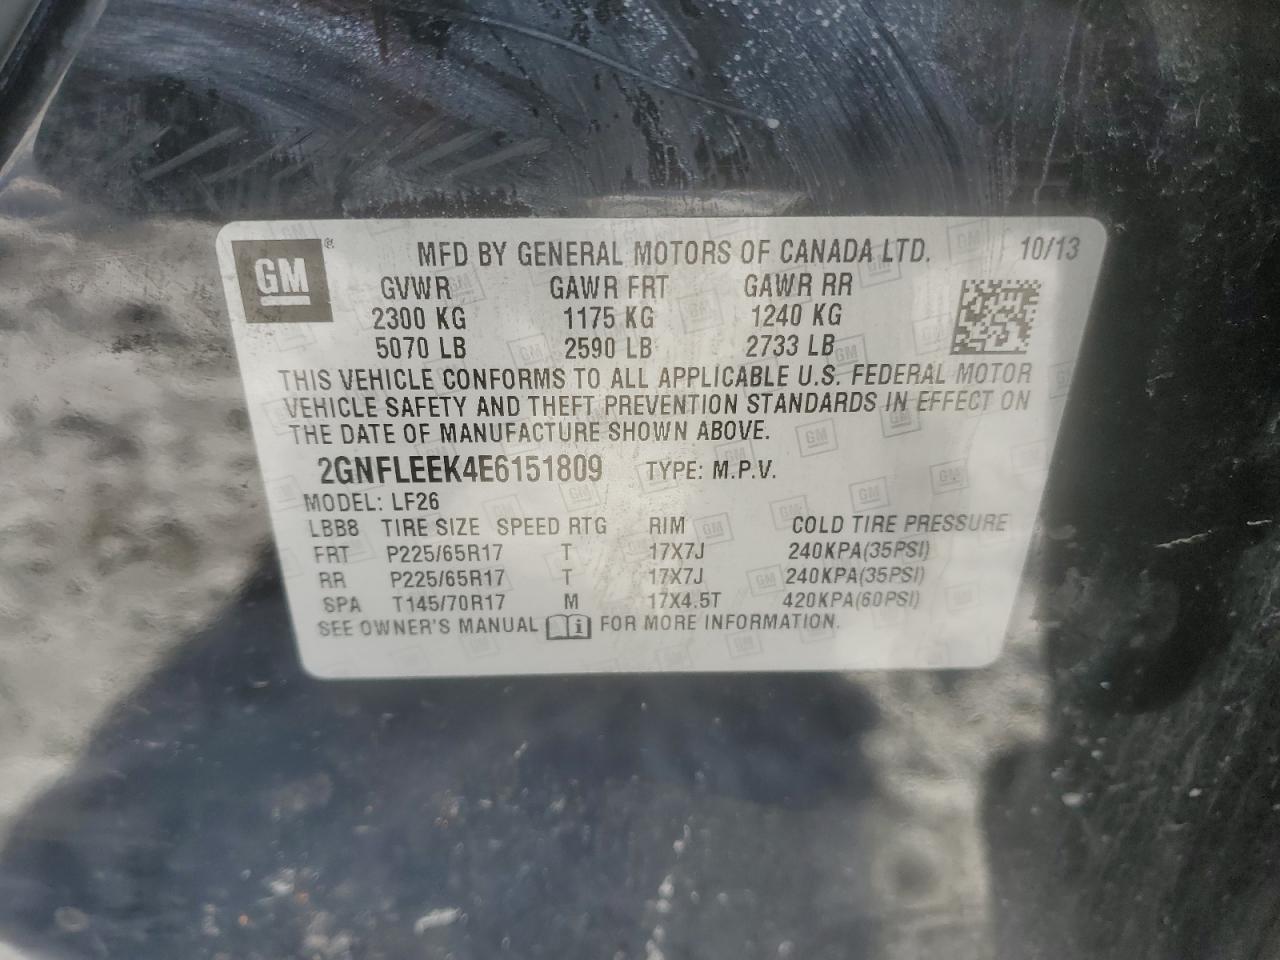 GM ® MFD BY GENERAL MOTORS OF CANADA LTD. 10/13
GVWR GAWR FRT GAWR RR
2300 KG 1175 KG 1240 KG
5070 LB 2590 LB 2733 LB
THIS VEHICLE CONFORMS TO ALL APPLICABLE U.S. FEDERAL MOTOR
VEHICLE SAFETY AND THEFT PREVENTION STANDARDS IN EFFECT ON
THE DATE OF MANUFACTURE SHOWN ABOVE.
2GNFLEEK4E6151809 TYPE: M.P.V.
MODEL: LF26
LBB8 TIRE SIZE SPEED RTG RIM COLD TIRE PRESSURE
FRT P225/65R17 T 17X7J 240KPA(35PSI)
RR P225/65R17 T 17X7J 240KPA(35PSI)
SPA T145/70R17 M 17X4.5T 420KPA(60PSI)
SEE OWNER'S MANUAL i FOR MORE INFORMATION.